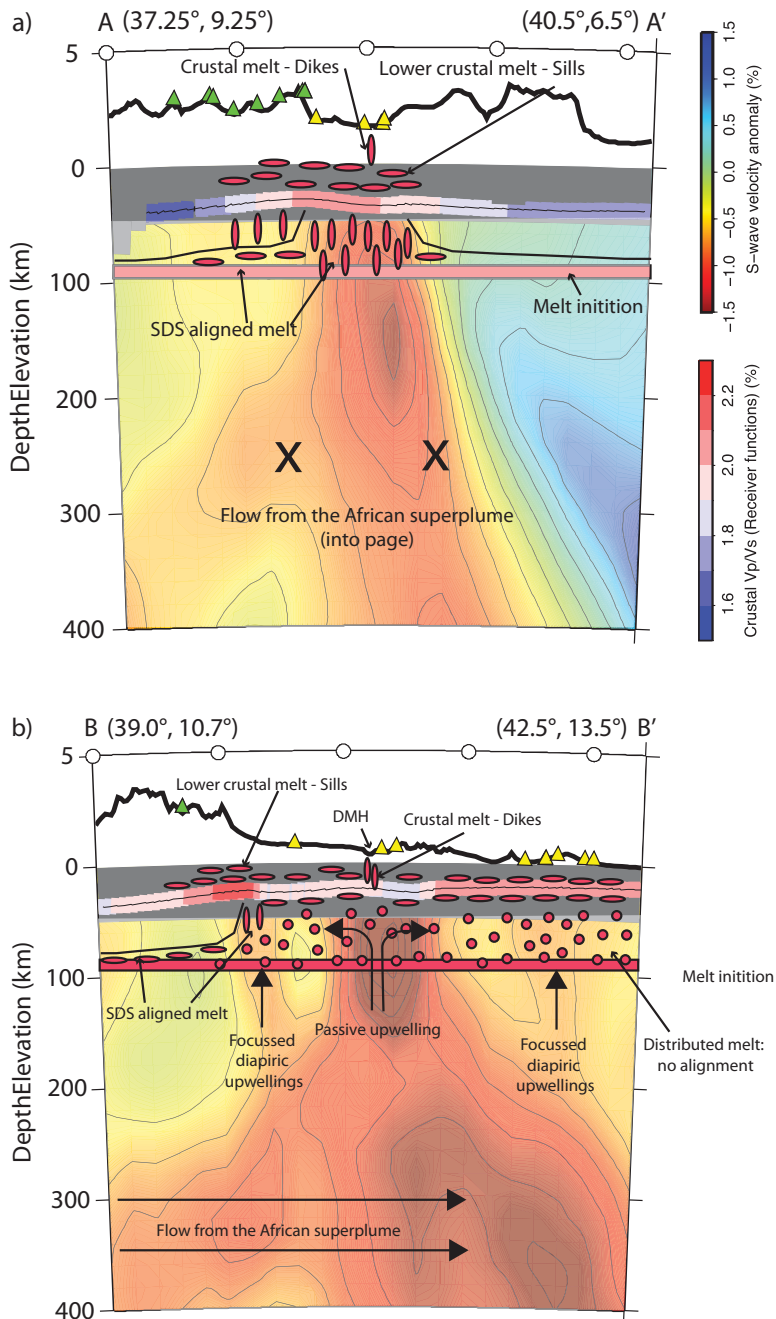 a)
A (37.25°, 9.25°)
(40.5°,6.5°) A’
5
Crustal melt - Dikes
Lower crustal melt - Sills
0
100
SDS aligned melt
Melt initition
200
X X
Flow from the African superplume
(into page)
300
400
DepthElevation (km)
1.5
1.0
0.5
0.0
−0.5
−1.0
−1.5
S−wave velocity anomaly (%)
2.2
2.0
1.8
1.6
Crustal Vp/Vs (Receiver functions) (%)
b)
B (39.0°, 10.7°)
(42.5°, 13.5°) B’
5
Lower crustal melt - Sills
DMH
Crustal melt - Dikes
0
100
Melt initition
SDS aligned melt
Passive upwelling
Focussed
diapiric
upwellings
Focussed
diapiric
upwellings
Distributed melt:
no alignment
200
300
Flow from the African superplume
400
DepthElevation (km)